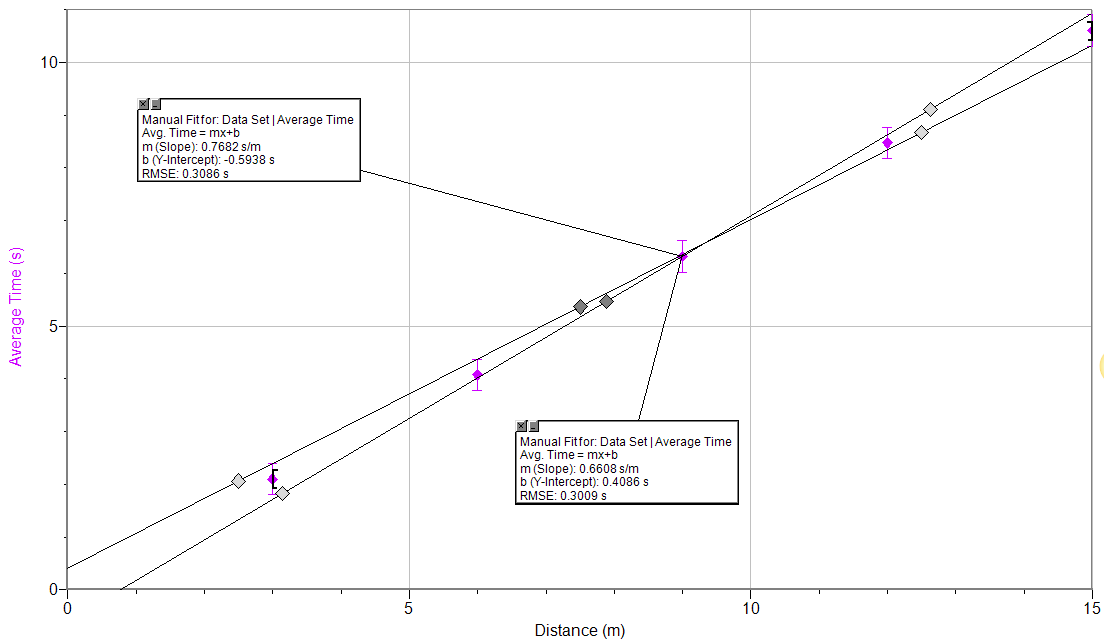 10
Manual Fit for: Data Set | Average Time
Avg. Time = mx+b
m (Slope): 0.7682 s/m
b (Y-Intercept): -0.5938 s
RMSE: 0.3086 s
Average Time (s)
5
Manual Fit for: Data Set | Average Time
Avg. Time = mx+b
m (Slope): 0.6608 s/m
b (Y-Intercept): 0.4086 s
RMSE: 0.3009 s
0
0 5 10 15
Distance (m)